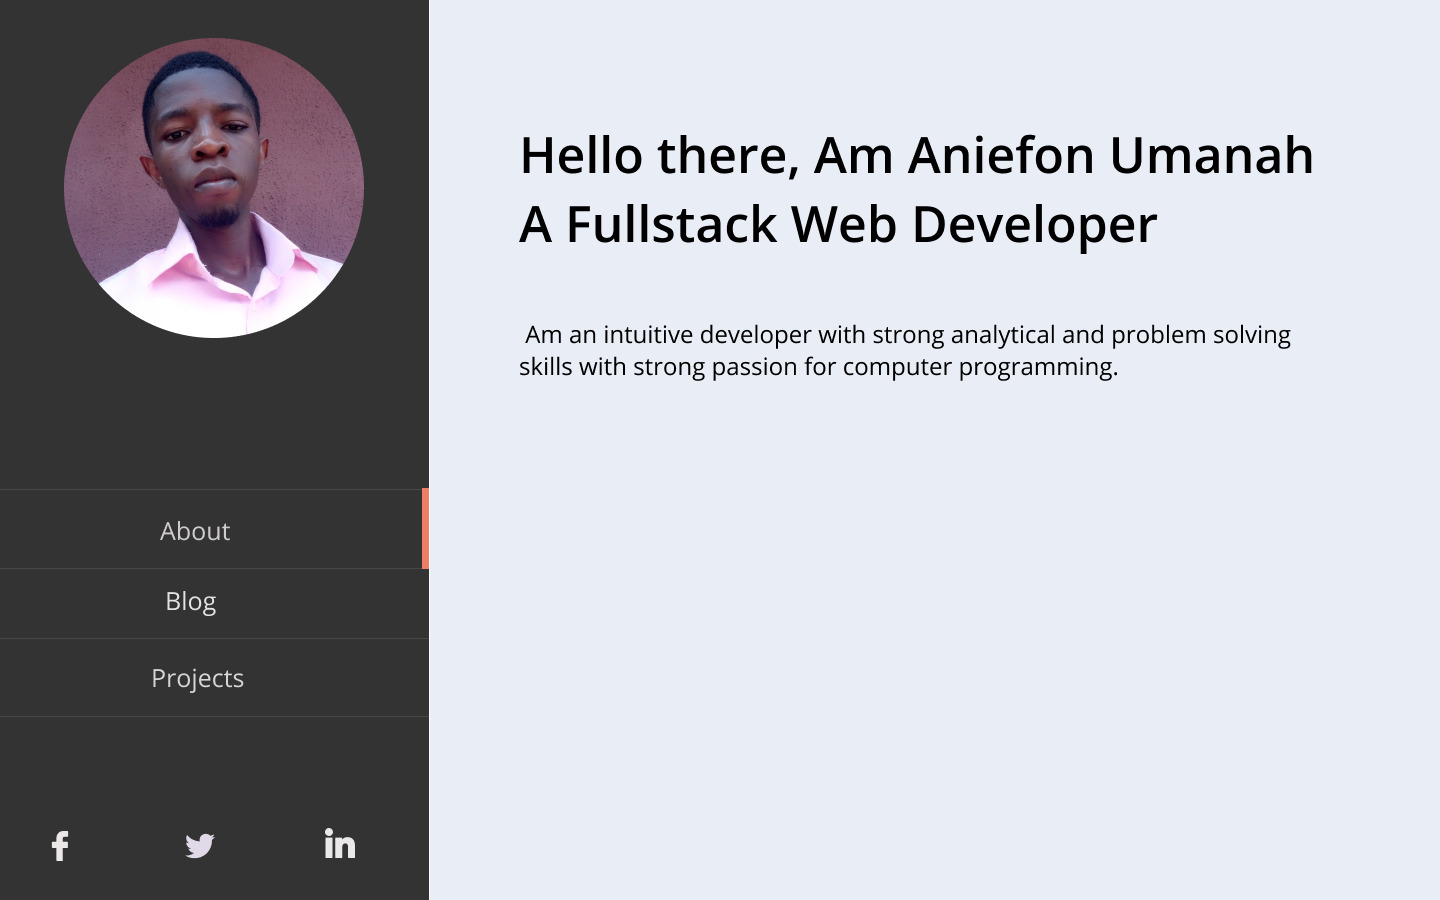 Hello there, Am Aniefon Umanah
A Fullstack Web Developer
Am an intuitive developer with strong analytical and problem solving
skills with strong passion for computer programming.
About
Blog
Projects